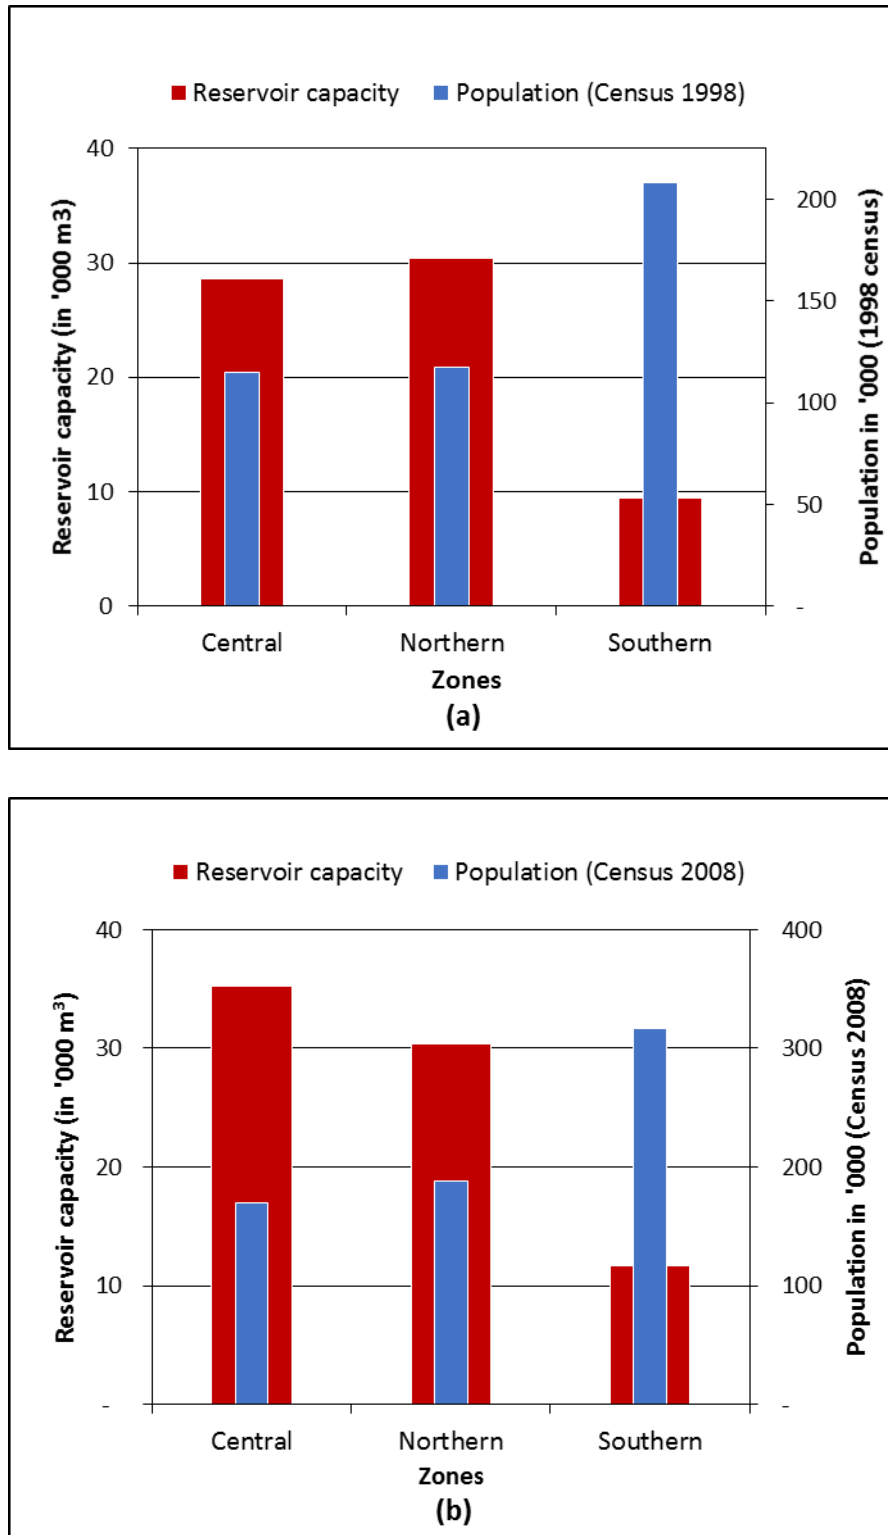 Reservoir capacity Population (Census 1998)
40
30
20
10
0
Reservoir capacity (in '000 m3)
200
150
100
50
-
Population in '000 (1998 census)
Central Northern Southern
Zones
(a)
Reservoir capacity Population (Census 2008)
40
30
20
10
-
Reservoir capacity (in '000 m³)
400
300
200
100
-
Population in '000 (Census 2008)
Central Northern Southern
Zones
(b)